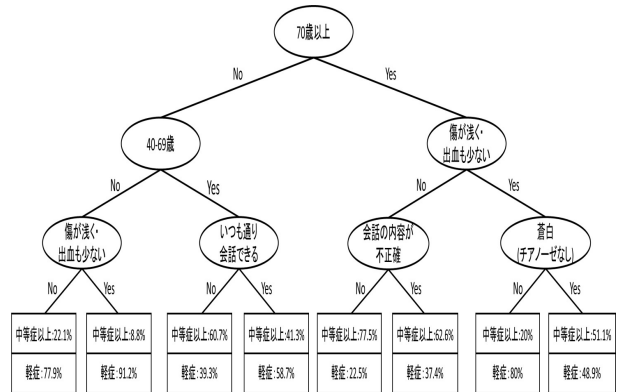 70歳以上
No
Yes
40-69歳
傷が浅く・
出血も少ない
No
Yes
No
Yes
傷が浅く・
出血も少ない
いつも通り
会話できる
会話の内容が
不正確
蒼白
(チアノーゼなし)
No
Yes
No
Yes
No
Yes
No
Yes
中等症以上:22.1%
中等症以上:8.8%
中等症以上:60.7%
中等症以上:41.3%
中等症以上:77.5%
中等症以上:62.6%
中等症以上:20%
中等症以上:51.1%
軽症:77.9%
軽症:91.2%
軽症:39.3%
軽症:58.7%
軽症:22.5%
軽症:37.4%
軽症:80%
軽症:48.9%